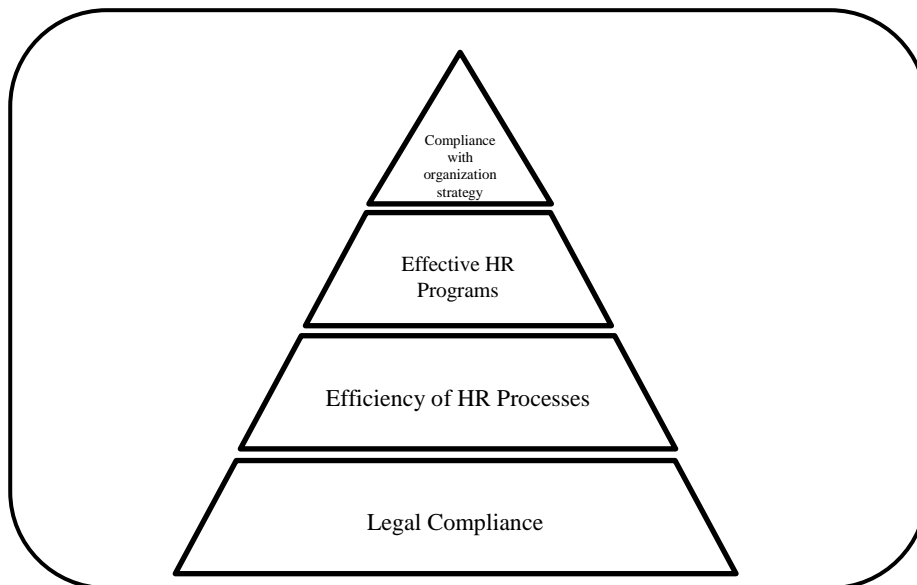 Compliance
with
organization
strategy
Effective HR
Programs
Efficiency of HR Processes
Legal Compliance